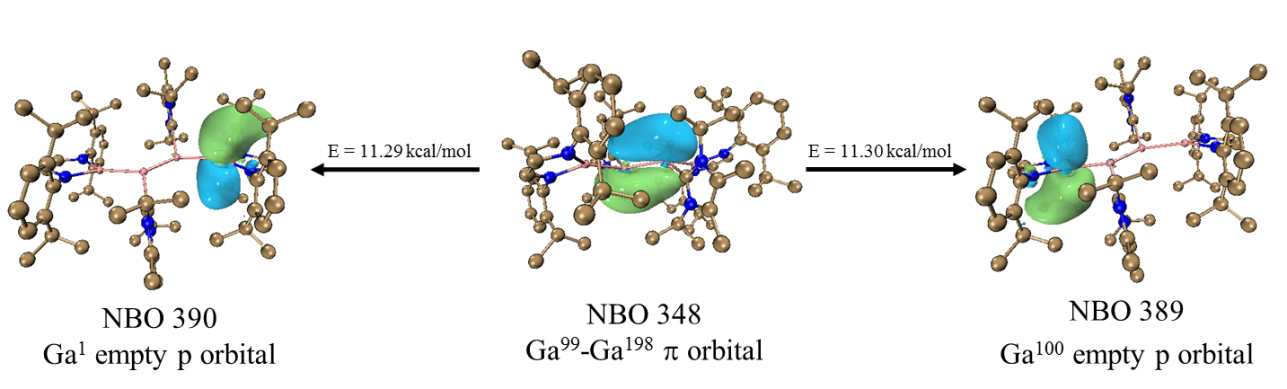 E = 11.29 kcal/mol
E = 11.30 kcal/mol
NBO 390
Ga¹ empty p orbital
NBO 348
Ga⁹⁹-Ga¹⁹⁸ π orbital
NBO 389
Ga¹⁰⁰ empty p orbital